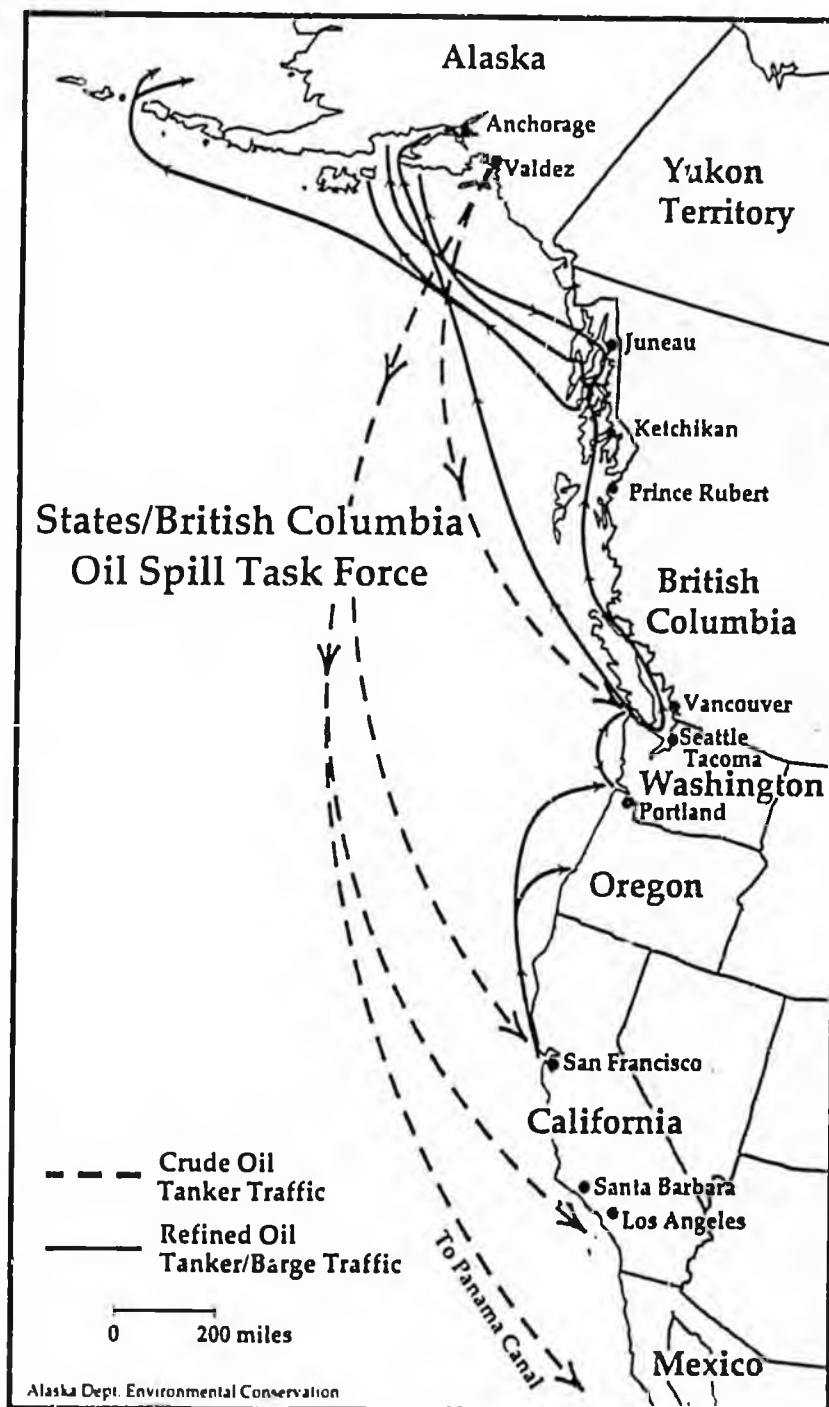 Alaska
Anchorage
Valdez
Yukon
Territory
Juneau
Ketchikan
Prince Rubert
States/British Columbia
Oil Spill Task Force
British
Columbia
Vancouver
Seattle
Tacoma
Washington
Portland
Oregon
San Francisco
California
Santa Barbara
Los Angeles
Crude Oil
Tanker Traffic
Refined Oil
Tanker/Barge Traffic
To Panama Canal
0 200 miles
Mexico
Alaska Dept. Environmental Conservation